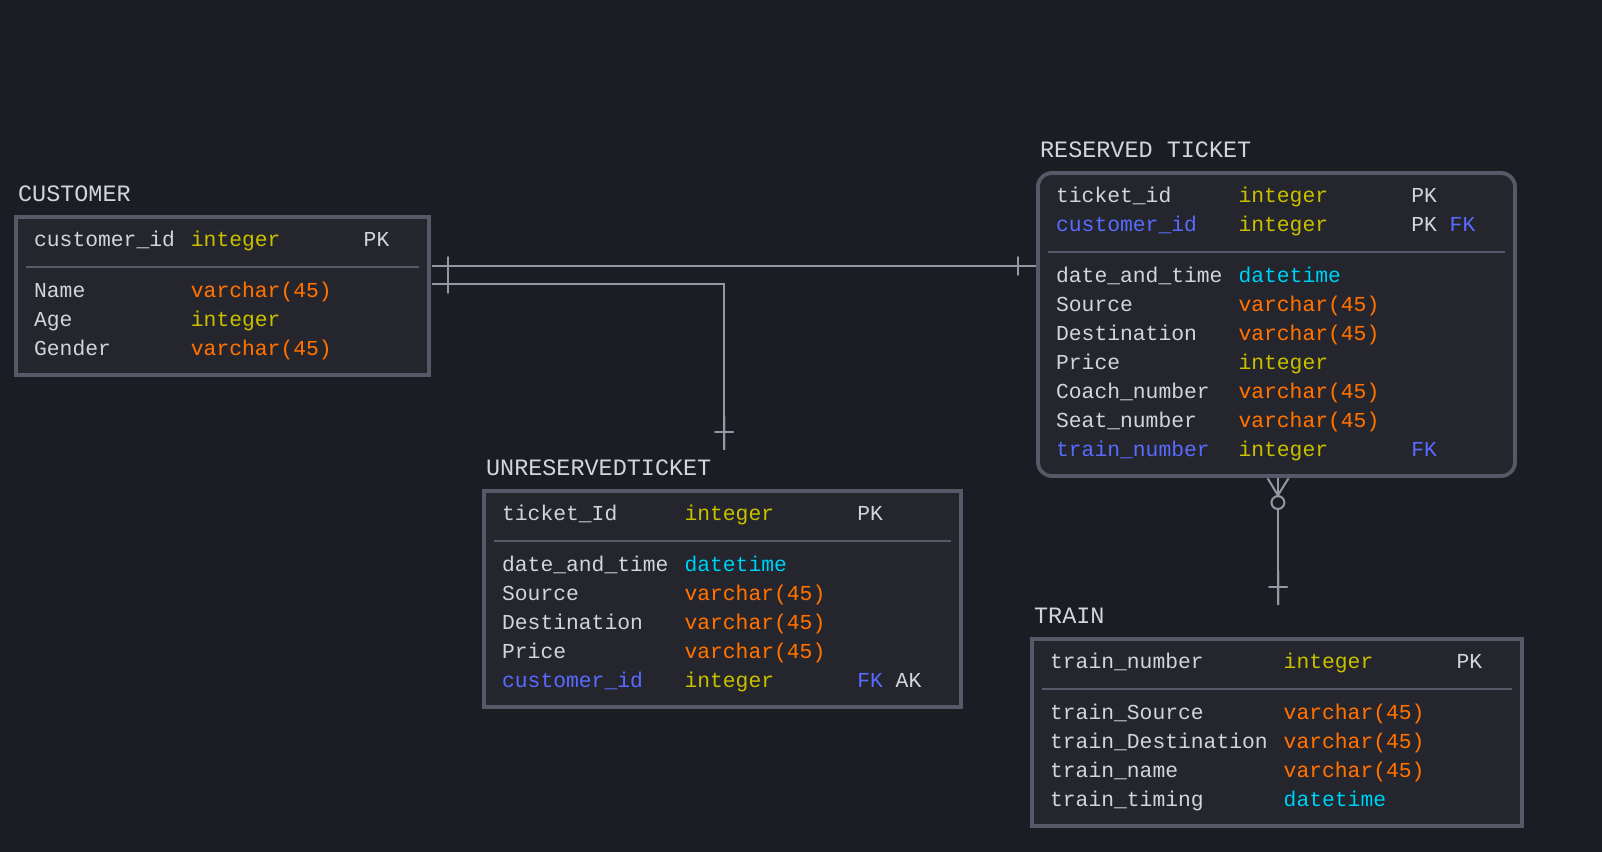 CUSTOMER
customer_id integer PK
Name varchar(45)
Age integer
Gender varchar(45)
RESERVED TICKET
ticket_id integer PK
customer_id integer PK FK
date_and_time datetime
Source varchar(45)
Destination varchar(45)
Price integer
Coach_number varchar(45)
Seat_number varchar(45)
train_number integer FK
UNRESERVEDTICKET
ticket_Id integer PK
date_and_time datetime
Source varchar(45)
Destination varchar(45)
Price varchar(45)
customer_id integer FK AK
TRAIN
train_number integer PK
train_Source varchar(45)
train_Destination varchar(45)
train_name varchar(45)
train_timing datetime